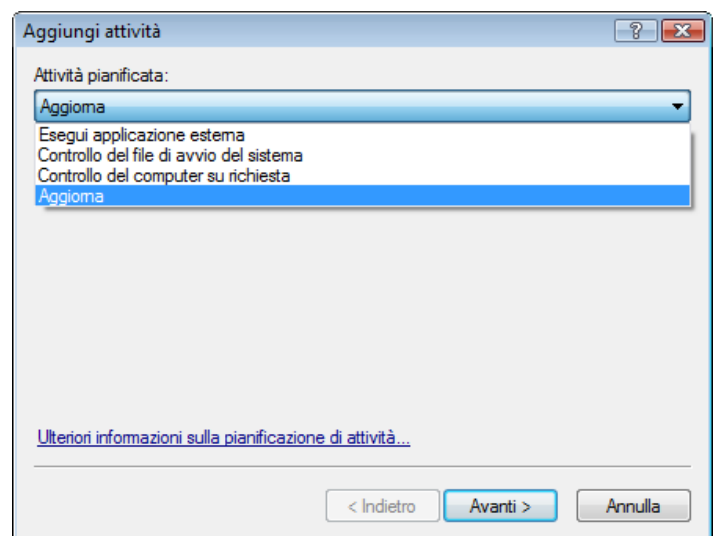 Aggiungi attività
Attività pianificata:
Aggiorna
Esegui applicazione esterna
Controllo del file di avvio del sistema
Controllo del computer su richiesta
Aggiorna
Ulteriori informazioni sulla pianificazione di attività...
< Indietro Avanti > Annulla